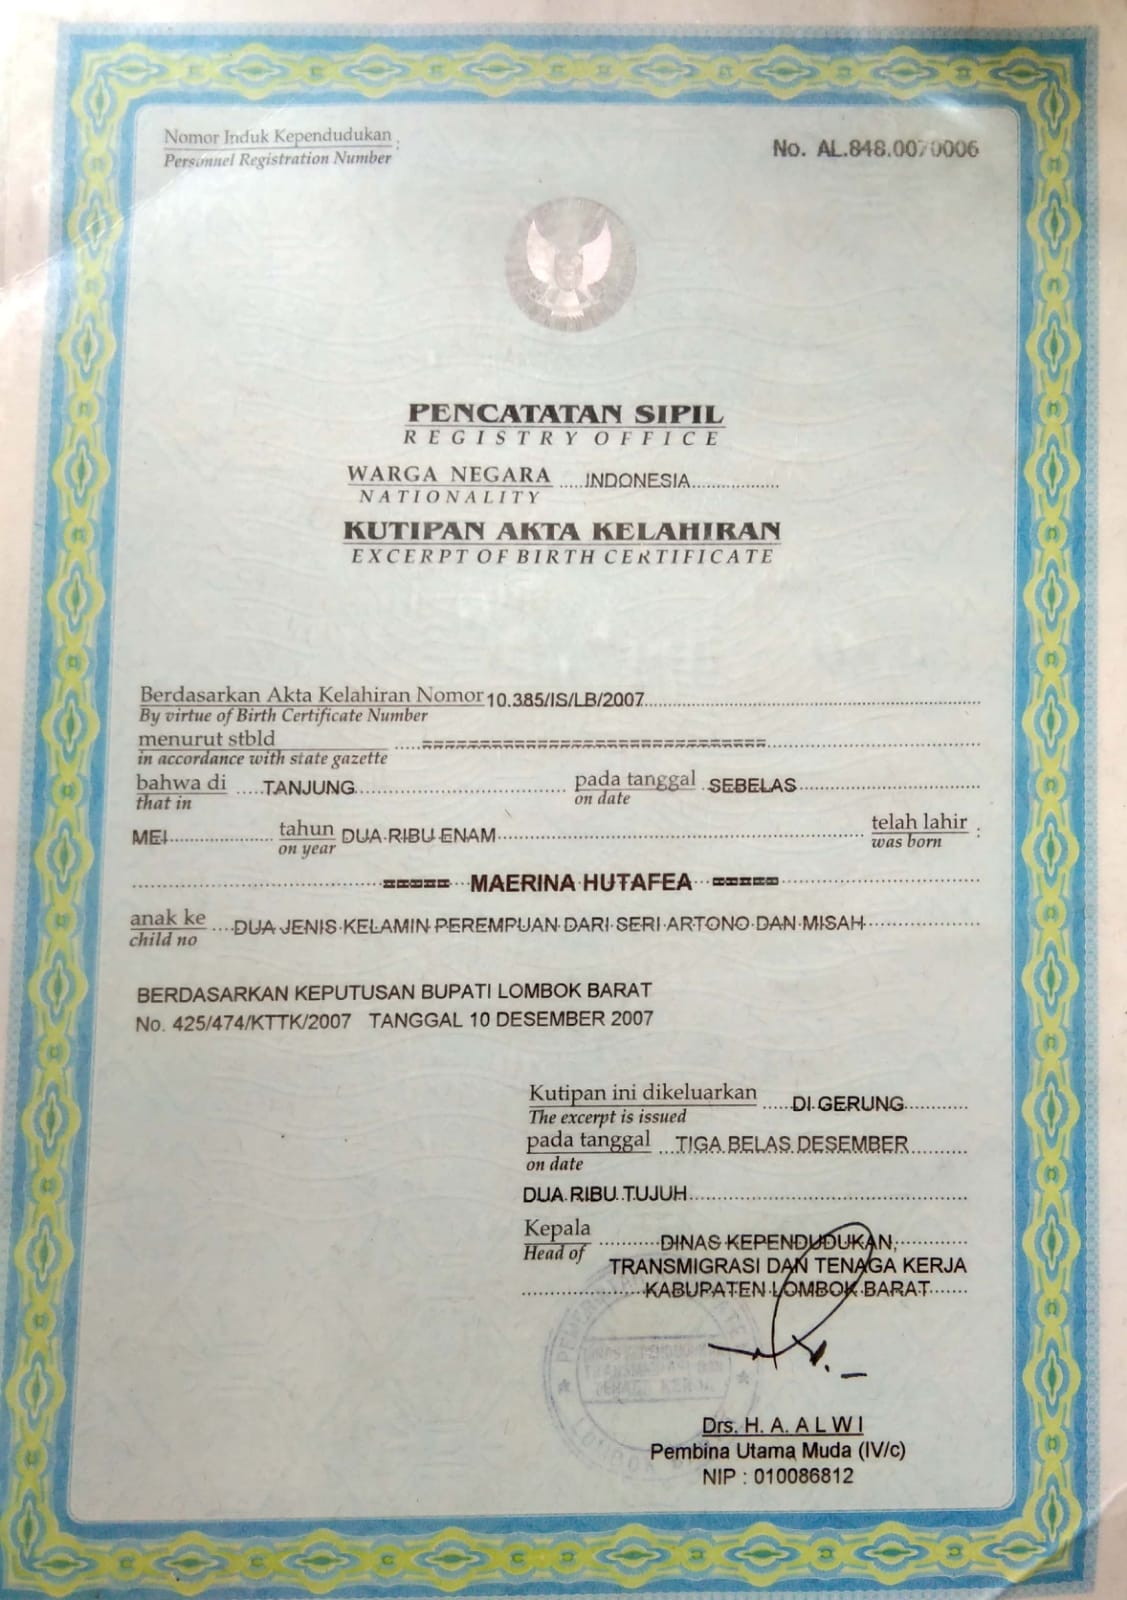 Nomor Induk Kependudukan :
Personnel Registration Number
No. AL.848.0070006
PENCATATAN SIPIL
REGISTRY OFFICE
WARGA NEGARA .....INDONESIA.................
NATIONALITY
KUTIPAN AKTA KELAHIRAN
EXCERPT OF BIRTH CERTIFICATE
Berdasarkan Akta Kelahiran Nomor 10.385/IS/LB/2007
By virtue of Birth Certificate Number
menurut stbld ..... ==============================
in accordance with state gazette
bahwa di .....TANJUNG..... pada tanggal SEBELAS
that in on date
MEI tahun DUA RIBU ENAM telah lahir :
on year was born
===== MAERINA HUTAFEA =====
anak ke ....DUA JENIS KELAMIN PEREMPUAN DARI SERI ARTONO DAN MISAH
child no
BERDASARKAN KEPUTUSAN BUPATI LOMBOK BARAT
No. 425/474/KTTK/2007 TANGGAL 10 DESEMBER 2007
Kutipan ini dikeluarkan .....DI GERUNG
The excerpt is issued
pada tanggal ...TIGA BELAS DESEMBER
on date
DUA RIBU TUJUH
Kepala DINAS KEPENDUDUKAN,
Head of
TRANSMIGRASI DAN TENAGA KERJA
KABUPATEN LOMBOK BARAT
Drs. H. A. A L W I
Pembina Utama Muda (IV/c)
NIP : 010086812